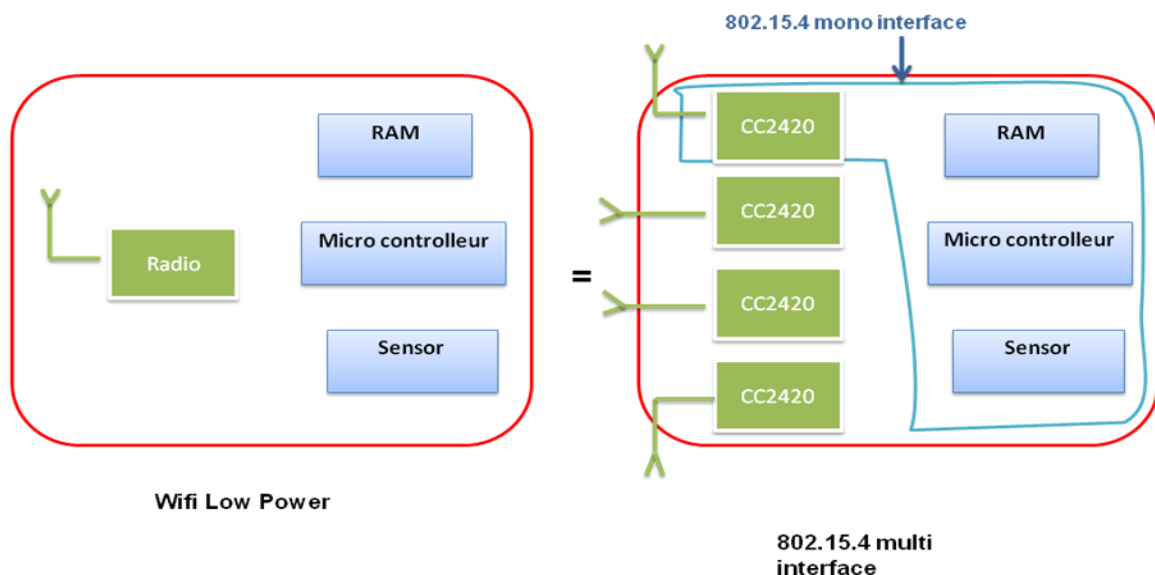 802.15.4 mono interface
RAM
Micro controlleur
Radio
Sensor
Wifi Low Power
=
CC2420
CC2420
CC2420
CC2420
RAM
Micro controlleur
Sensor
802.15.4 multi
interface